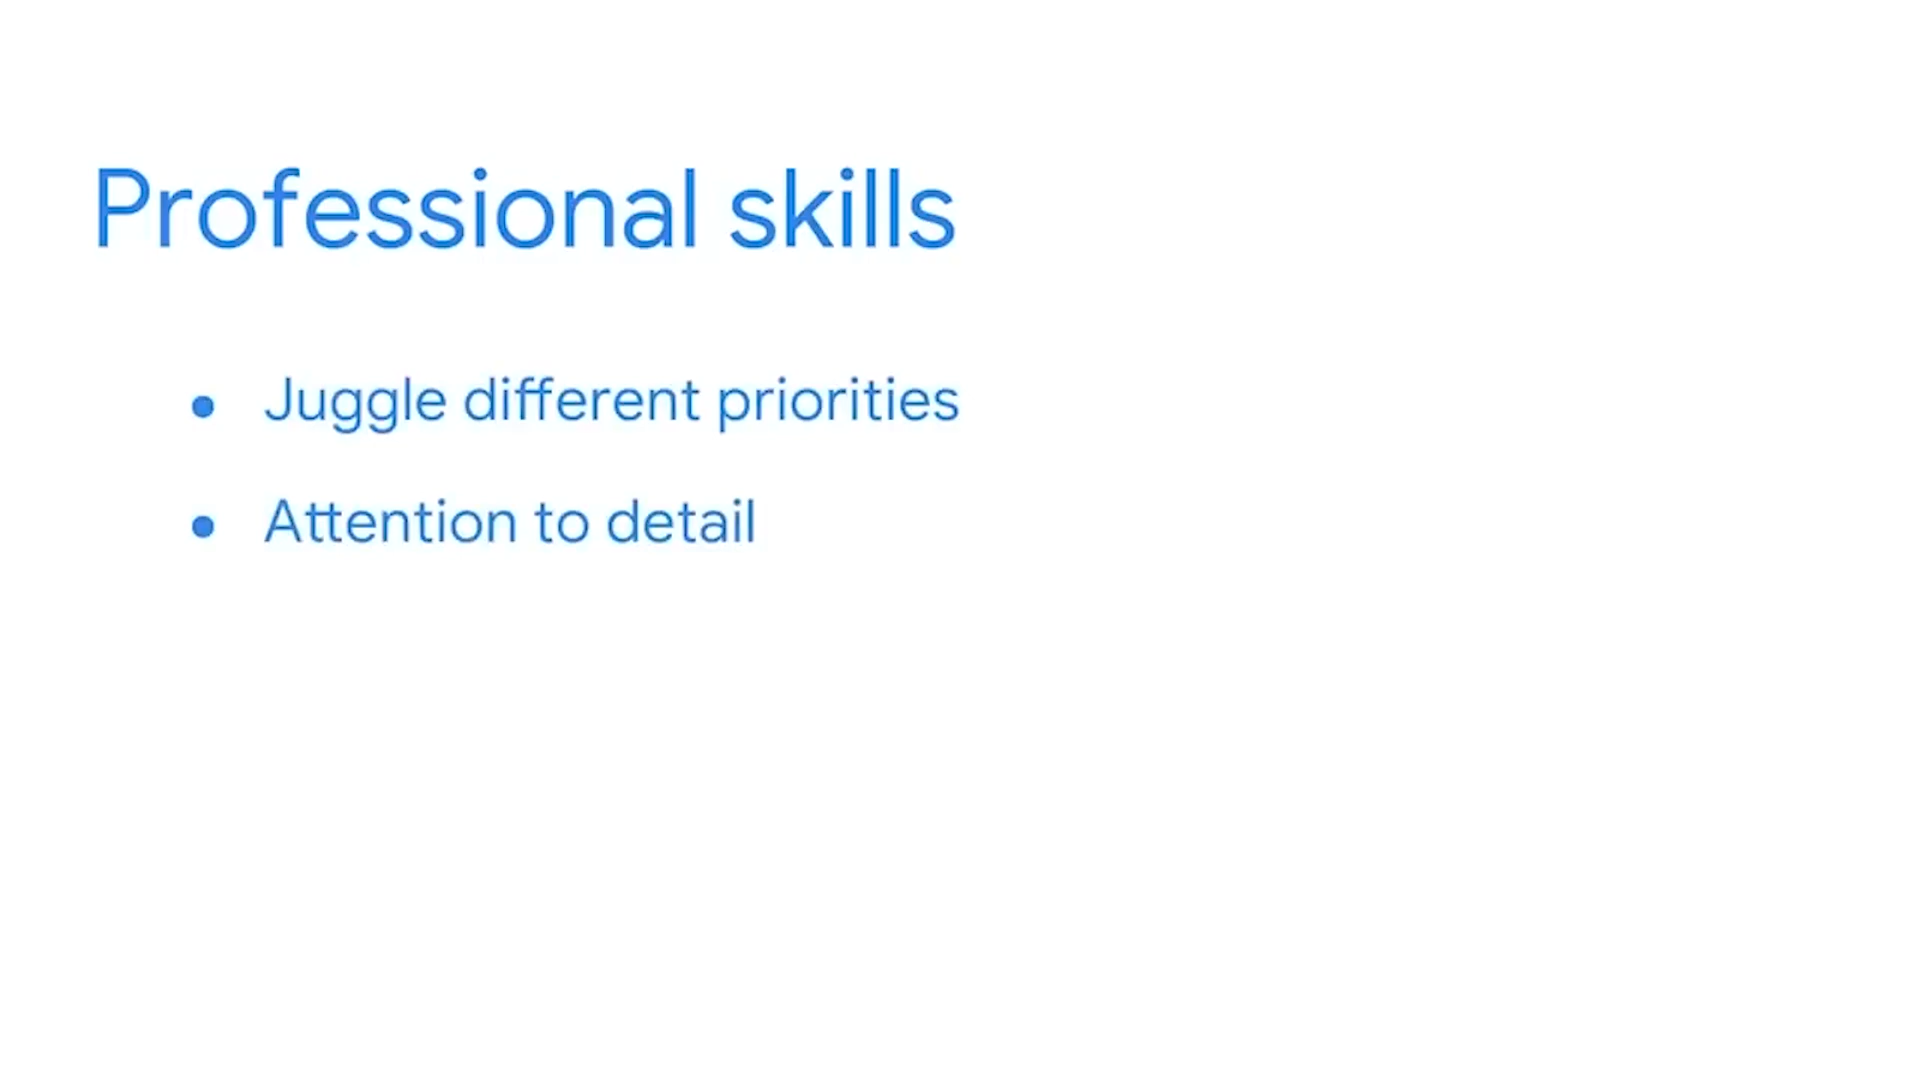 Professional skills
• Juggle different priorities
• Attention to detail